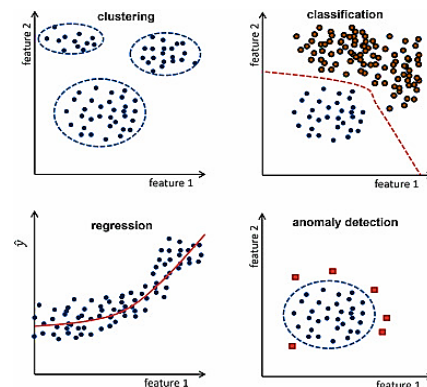 clustering
feature 2
feature 1
classification
feature 2
feature 1
regression
ŷ
feature 1
anomaly detection
feature 2
feature 1